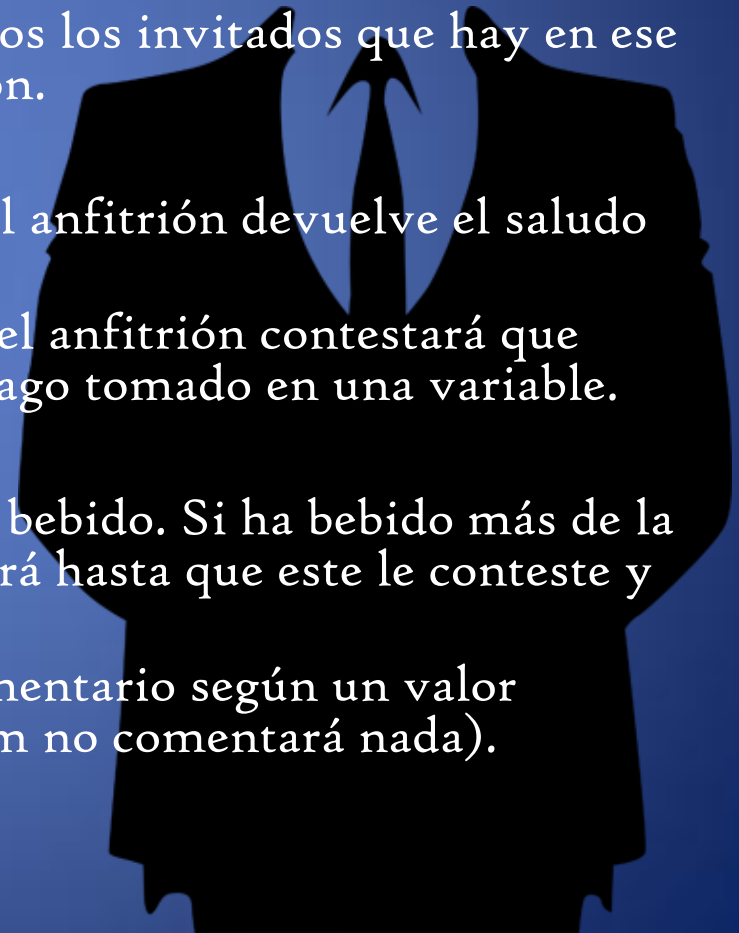 os los invitados que hay en ese
ón.
l anfitrión devuelve el saludo
el anfitrión contestará que
ago tomado en una variable.
bebido. Si ha bebido más de la
rá hasta que este le conteste y
mentario según un valor
m no comentará nada).